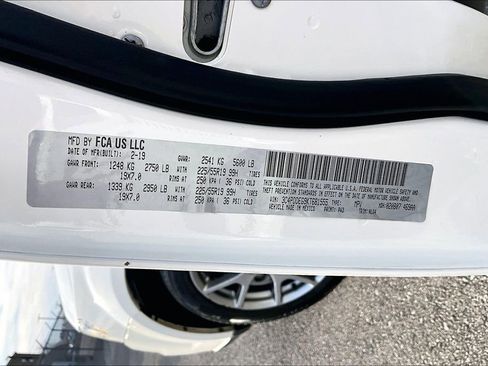 MFD BY FCA US LLC
DATE OF MFR(BUILT): 2-19 GVWR: 2541 KG 5600 LB
GAWR FRONT: 1248 KG 2750 LB 225/55R19 99H TIRES
19X7.0 RIMS AT 250 KPA / 36 PSI COLD
GAWR REAR: 1339 KG 2950 LB 225/55R19 99H TIRES
19X7.0 RIMS AT 250 KPA / 36 PSI COLD
THIS VEHICLE CONFORMS TO ALL APPLICABLE U.S.A. FEDERAL MOTOR VEHICLE SAFETY
AND THEFT PREVENTION STANDARDS IN EFFECT ON THE DATE OF MANUFACTURE SHOWN ABOVE.
VIN: TYPE: MPV
MADE IN MEXICO PAINT: TRIM: